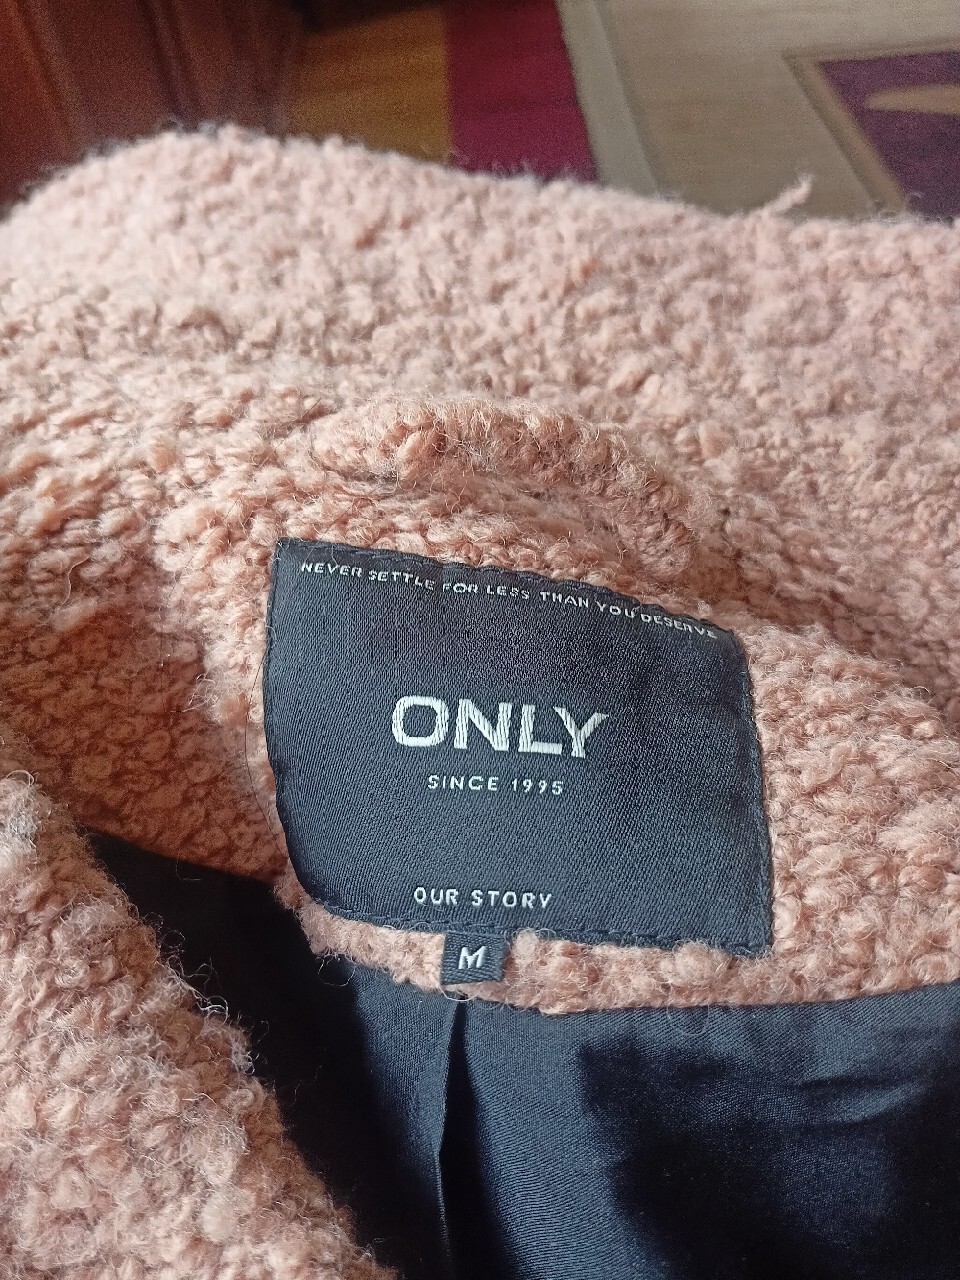 NEVER SETTLE FOR LESS THAN YOU DESERVE
ONLY
SINCE 1995
OUR STORY
M